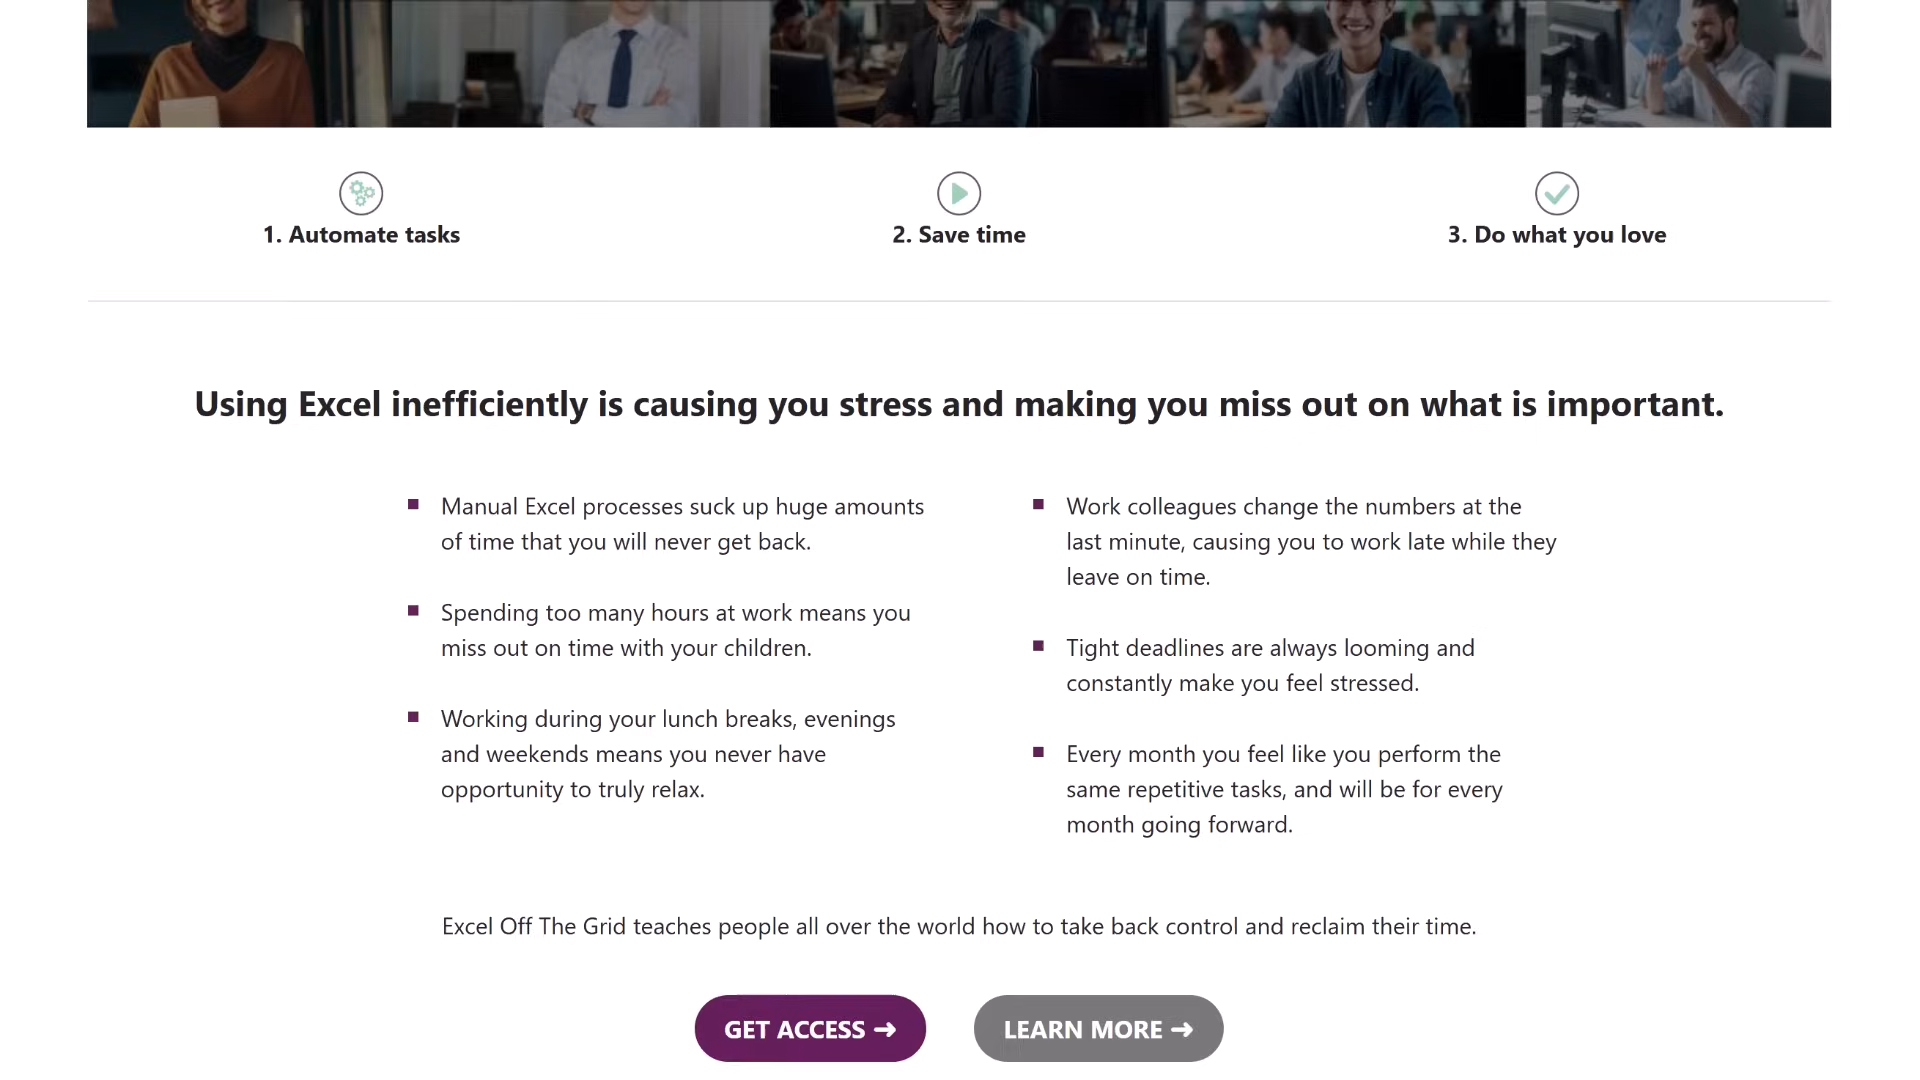 1. Automate tasks
2. Save time
3. Do what you love
Using Excel inefficiently is causing you stress and making you miss out on what is important.
Manual Excel processes suck up huge amounts
of time that you will never get back.
Spending too many hours at work means you
miss out on time with your children.
Working during your lunch breaks, evenings
and weekends means you never have
opportunity to truly relax.
Work colleagues change the numbers at the
last minute, causing you to work late while they
leave on time.
Tight deadlines are always looming and
constantly make you feel stressed.
Every month you feel like you perform the
same repetitive tasks, and will be for every
month going forward.
Excel Off The Grid teaches people all over the world how to take back control and reclaim their time.
GET ACCESS ➜
LEARN MORE ➜